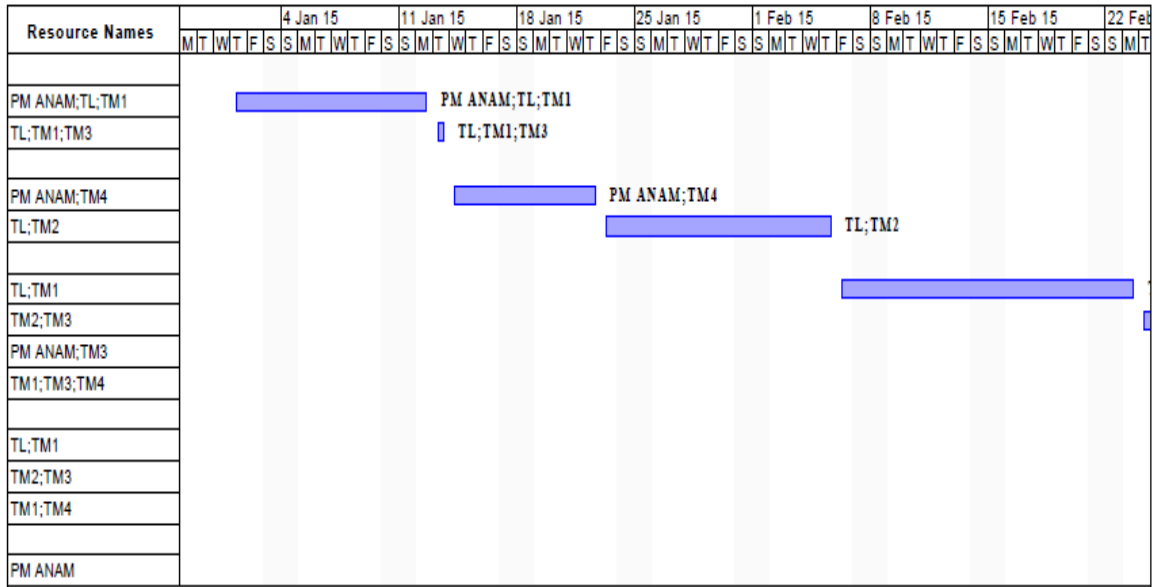 Resource Names
4 Jan 15 11 Jan 15 18 Jan 15 25 Jan 15 1 Feb 15 8 Feb 15 15 Feb 15 22 Feb
M T W T F S S M T W T F S S M T W T F S S M T W T F S S M T W T F S S M T W T F S S M T W T F S S M T W T F S S M T
PM ANAM;TL;TM1 PM ANAM;TL;TM1
TL;TM1;TM3 TL;TM1;TM3
PM ANAM;TM4 PM ANAM;TM4
TL;TM2 TL;TM2
TL;TM1
TM2;TM3
PM ANAM;TM3
TM1;TM3;TM4
TL;TM1
TM2;TM3
TM1;TM4
PM ANAM